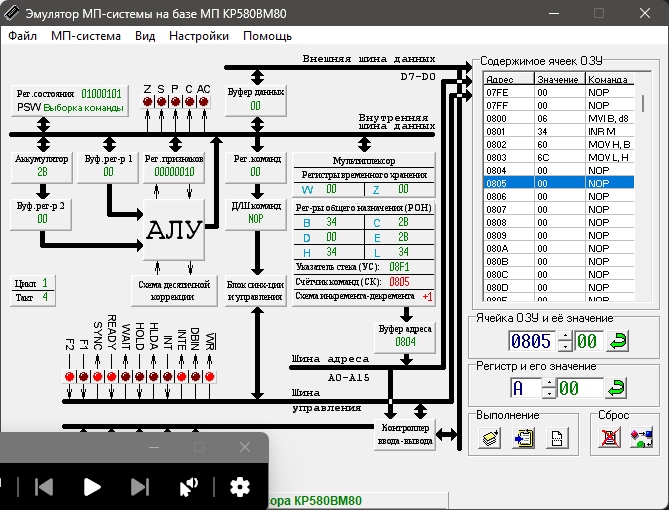 Эмулятор МП-системы на базе МП КР580ВМ80
Файл МП-система Вид Настройки Помощь
Внешняя шина данных
D7-D0
Рег.состояния 01000101
PSW Выборка команды
Z S P C AC
Буфер данных
00
Внутренняя
шина данных
Аккумулятор
2B
Буф.рег-р 1
00
Рег.признаков
00000010
Рег.команд
00
Мультиплексор
Регистры временного хранения
W 00 Z 00
Буф.рег-р 2
00
АЛУ
Д/Ш команд
NOP
Рег-ры общего назначения (РОН)
B 34 C 2B
D 00 E 2B
H 34 L 34
Указатель стека (УС): 08F1
Счётчик команд (СК): 0805
Схема инкремента-декремента +1
Цикл 1
Такт 4
Схема десятичной
коррекции
Блок синх-ции
и управления
Буфер адреса
0804
F2 F1 SYNC READY WAIT HOLD HLDA INT INTE DBIN WR
Шина адреса
A0-A15
Шина
управления
Контроллер
ввода-вывода
Содержимое ячеек ОЗУ
Адрес Значение Команда
07FE 00 NOP
07FF 00 NOP
0800 06 MVI B, d8
0801 34 INR M
0802 60 MOV H, B
0803 6C MOV L, H
0804 00 NOP
0805 00 NOP
0806 00 NOP
0807 00 NOP
0808 00 NOP
0809 00 NOP
080A 00 NOP
080B 00 NOP
080C 00 NOP
080D 00 NOP
080E 00 NOP
080F 00 NOP
Ячейка ОЗУ и её значение
0805 00
Регистр и его значение
A 00
Выполнение
Сброс
сора КР580ВМ80